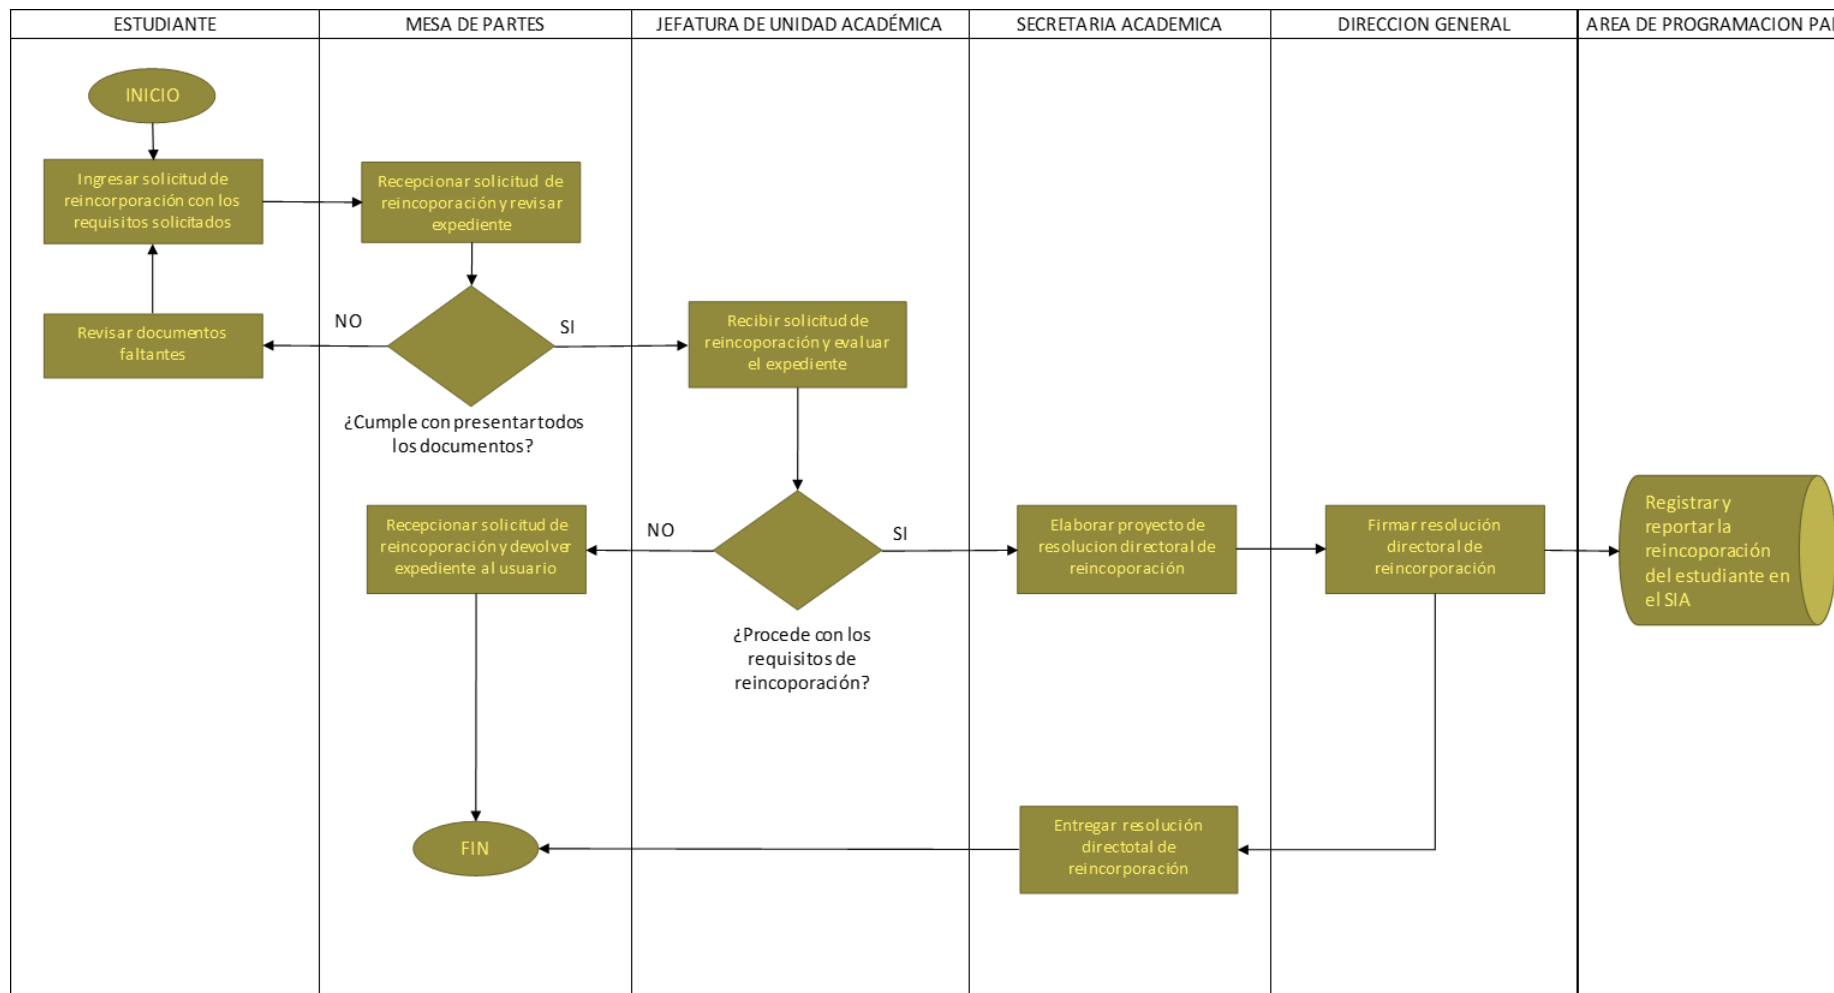 ESTUDIANTE
MESA DE PARTES
JEFATURA DE UNIDAD ACADÉMICA
SECRETARIA ACADEMICA
DIRECCION GENERAL
AREA DE PROGRAMACION PA
INICIO
Ingresar solicitud de
reincorporación con los
requisitos solicitados
Recepcionar solicitud de
reincoporación y revisar
expediente
Revisar documentos
faltantes
NO
SI
Recibir solicitud de
reincoporación y evaluar
el expediente
¿Cumple con presentar todos
los documentos?
Recepcionar solicitud de
reincoporación y devolver
expediente al usuario
NO
SI
Elaborar proyecto de
resolucion directoral de
reincoporación
Firmar resolución
directoral de
reincorporación
Registrar y
reportar la
reincoporación
del estudiante en
el SIA
¿Procede con los
requisitos de
reincoporación?
FIN
Entregar resolución
directotal de
reincorporación